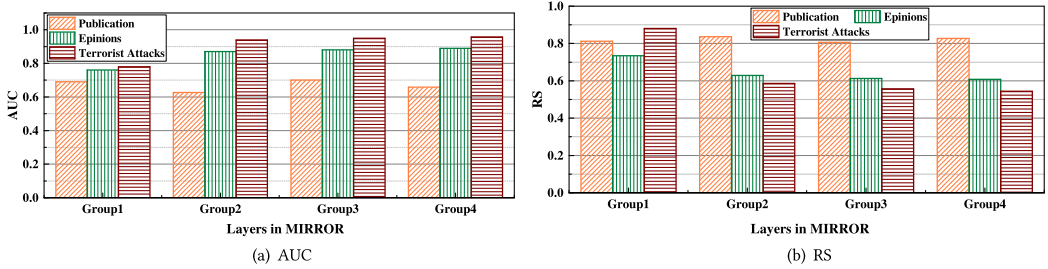 Publication
Epinions
Terrorist Attacks
1.0
0.8
0.6
0.4
0.2
0.0
AUC
Group1 Group2 Group3 Group4
Layers in MIRROR
(a) AUC
Publication Epinions
Terrorist Attacks
1.0
0.8
0.6
0.4
0.2
0.0
RS
Group1 Group2 Group3 Group4
Layers in MIRROR
(b) RS